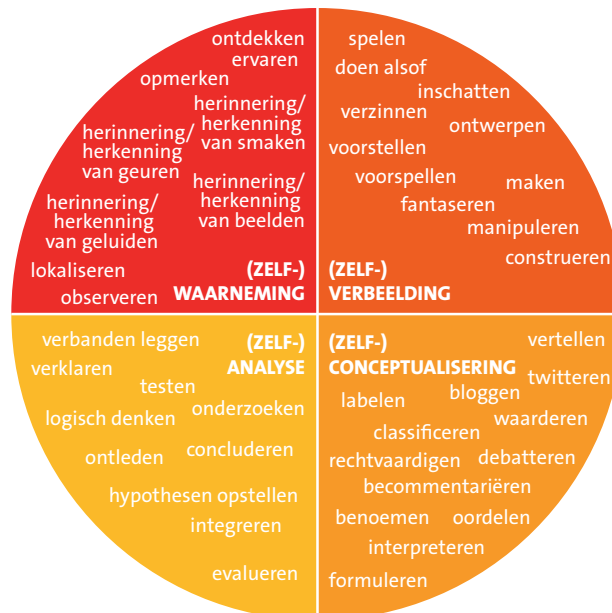 ontdekken
ervaren
opmerken
herinnering/
herkenning
van smaken
herinnering/
herkenning
van geuren
herinnering/
herkenning
van beelden
herinnering/
herkenning
van geluiden
lokaliseren
observeren
(ZELF-)
WAARNEMING
spelen
doen alsof
inschatten
verzinnen
ontwerpen
voorstellen
voorspellen
maken
fantaseren
manipuleren
construeren
(ZELF-)
VERBEELDING
verbanden leggen
(ZELF-)
ANALYSE
verklaren
testen
onderzoeken
logisch denken
concluderen
ontleden
hypothesen opstellen
integreren
evalueren
(ZELF-)
CONCEPTUALISERING
vertellen
twitteren
bloggen
labelen
waarderen
classificeren
rechtvaardigen
debatteren
becommentariëren
benoemen
oordelen
interpreteren
formuleren